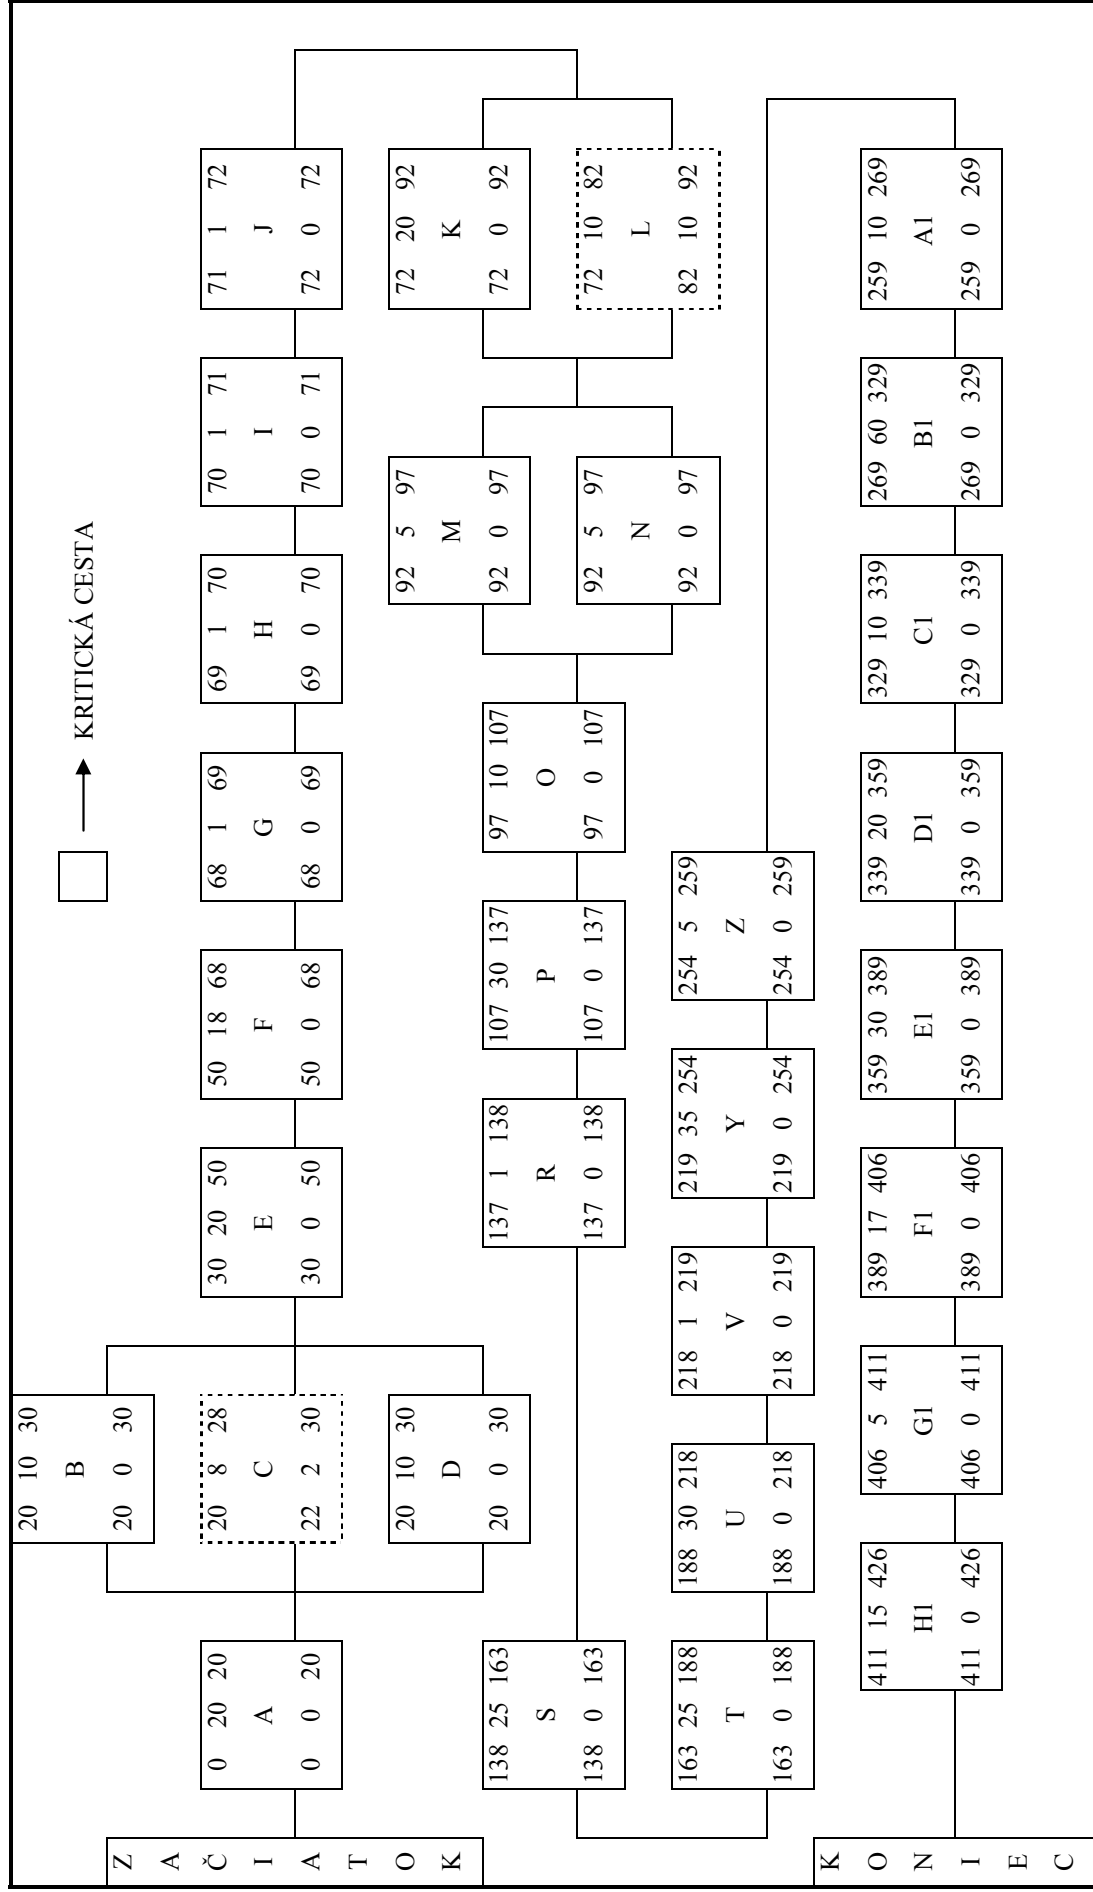 KRITICKÁ CESTA
ZAČIATOK
0 20 20
A
0 0 20
20 10 30
B
20 0 30
20 8 28
C
22 2 30
20 10 30
D
20 0 30
30 20 50
E
30 0 50
50 18 68
F
50 0 68
68 1 69
G
68 0 69
69 1 70
H
69 0 70
70 1 71
I
70 0 71
71 1 72
J
72 0 72
72 20 92
K
72 0 92
72 10 82
L
82 10 92
92 5 97
M
92 0 97
92 5 97
N
92 0 97
97 10 107
O
97 0 107
107 30 137
P
107 0 137
137 1 138
R
137 0 138
138 25 163
S
138 0 163
163 25 188
T
163 0 188
188 30 218
U
188 0 218
218 1 219
V
218 0 219
219 35 254
Y
219 0 254
254 5 259
Z
254 0 259
259 10 269
A1
259 0 269
269 60 329
B1
269 0 329
329 10 339
C1
329 0 339
339 20 359
D1
339 0 359
359 30 389
E1
359 0 389
389 17 406
F1
389 0 406
406 5 411
G1
406 0 411
411 15 426
H1
411 0 426
KONIEC